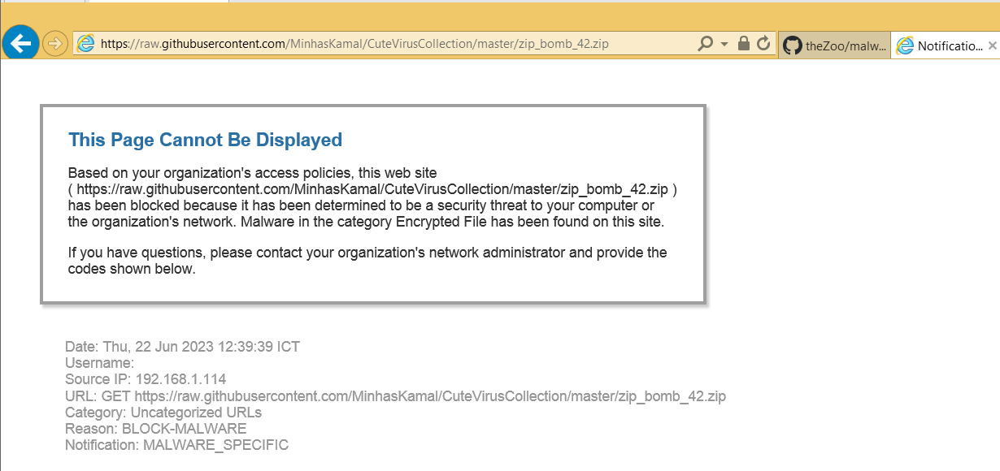 https://raw.githubusercontent.com/MinhasKamal/CuteVirusCollection/master/zip_bomb_42.zip
theZoo/malw...
Notificatio...
This Page Cannot Be Displayed
Based on your organization's access policies, this web site
( https://raw.githubusercontent.com/MinhasKamal/CuteVirusCollection/master/zip_bomb_42.zip )
has been blocked because it has been determined to be a security threat to your computer or
the organization's network. Malware in the category Encrypted File has been found on this site.
If you have questions, please contact your organization's network administrator and provide the
codes shown below.
Date: Thu, 22 Jun 2023 12:39:39 ICT
Username:
Source IP: 192.168.1.114
URL: GET https://raw.githubusercontent.com/MinhasKamal/CuteVirusCollection/master/zip_bomb_42.zip
Category: Uncategorized URLs
Reason: BLOCK-MALWARE
Notification: MALWARE_SPECIFIC